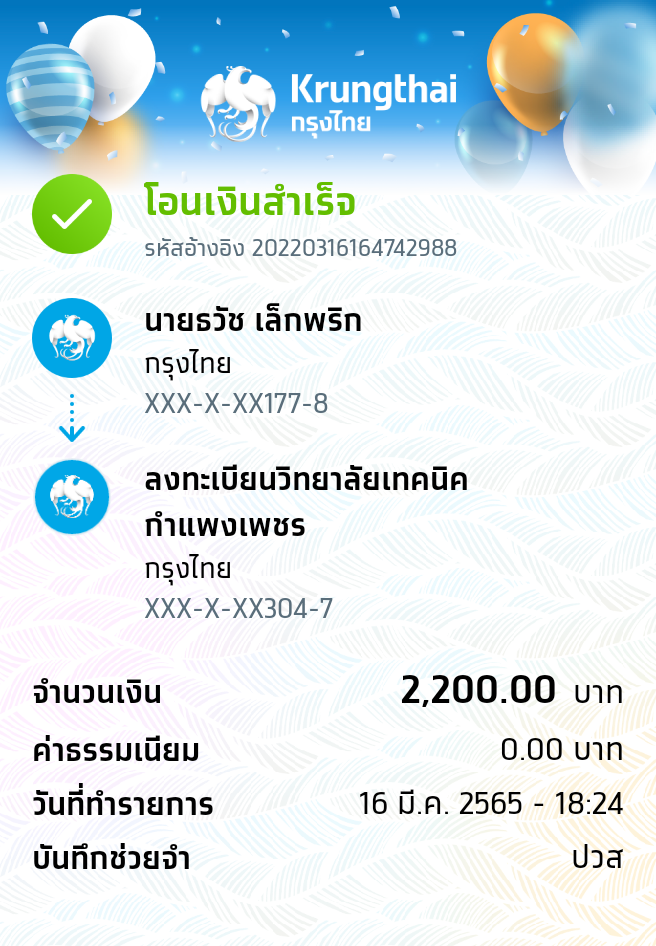 Krungthai
กรุงไทย
โอนเงินสำเร็จ
รหัสอ้างอิง 20220316164742988
นายธวัช เล็กพริก
กรุงไทย
XXX-X-XX177-8
ลงทะเบียนวิทยาลัยเทคนิค
กำแพงเพชร
กรุงไทย
XXX-X-XX304-7
จำนวนเงิน 2,200.00 บาท
ค่าธรรมเนียม 0.00 บาท
วันที่ทำรายการ 16 มี.ค. 2565 - 18:24
บันทึกช่วยจำ ปวส